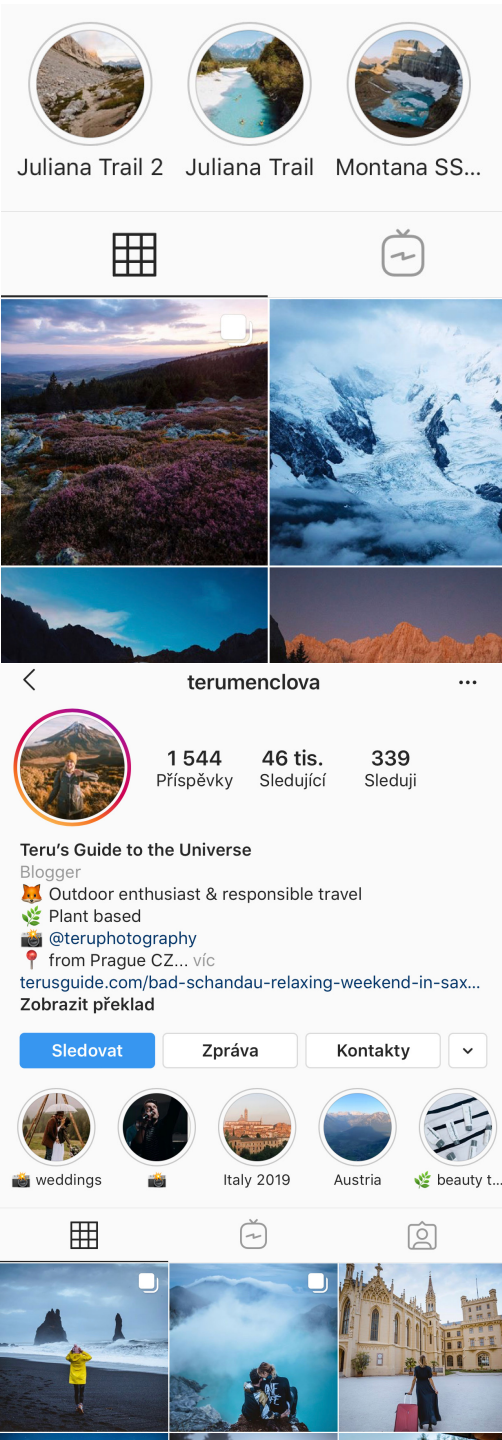 Juliana Trail 2
Juliana Trail
Montana SS...
terumenclova
1 544
46 tis.
339
Příspěvky
Sledující
Sleduji
Teru's Guide to the Universe
Blogger
🦊 Outdoor enthusiast & responsible travel
🌿 Plant based
📸 @teruphotography
📍 from Prague CZ... víc
terusguide.com/bad-schandau-relaxing-weekend-in-sax...
Zobrazit překlad
Sledovat
Zpráva
Kontakty
📸 weddings
📸
Italy 2019
Austria
🌿 beauty t...